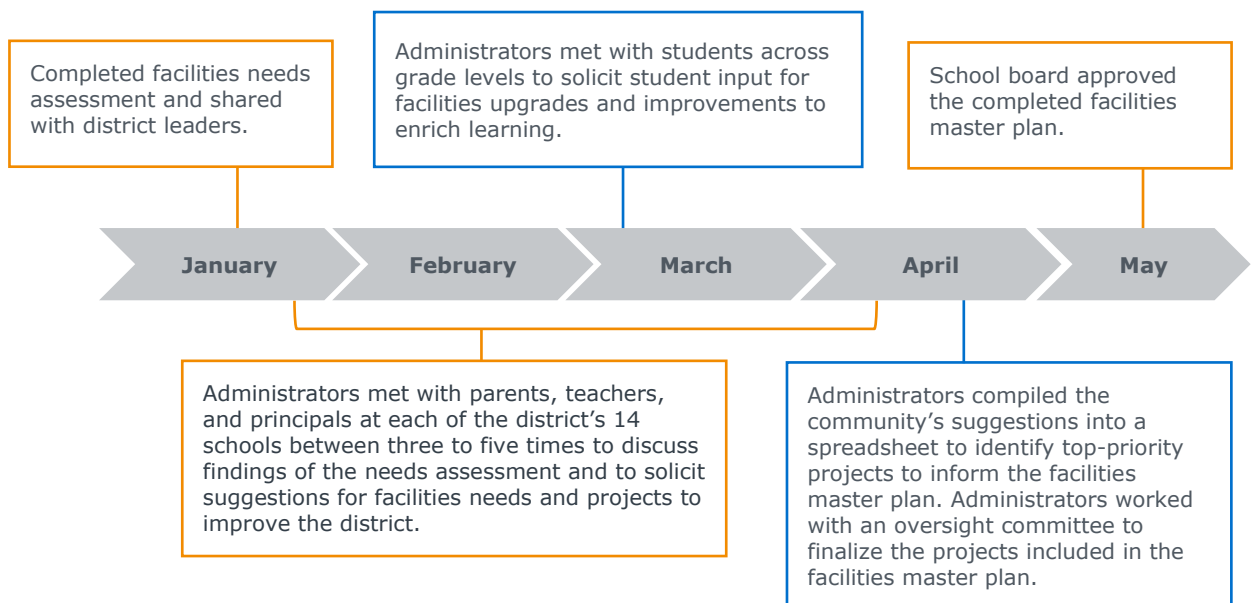 Completed facilities needs
assessment and shared
with district leaders.
Administrators met with students across
grade levels to solicit student input for
facilities upgrades and improvements to
enrich learning.
School board approved
the completed facilities
master plan.
January
February
March
April
May
Administrators met with parents, teachers,
and principals at each of the district’s 14
schools between three to five times to discuss
findings of the needs assessment and to solicit
suggestions for facilities needs and projects to
improve the district.
Administrators compiled the
community’s suggestions into a
spreadsheet to identify top-priority
projects to inform the facilities
master plan. Administrators worked
with an oversight committee to
finalize the projects included in the
facilities master plan.